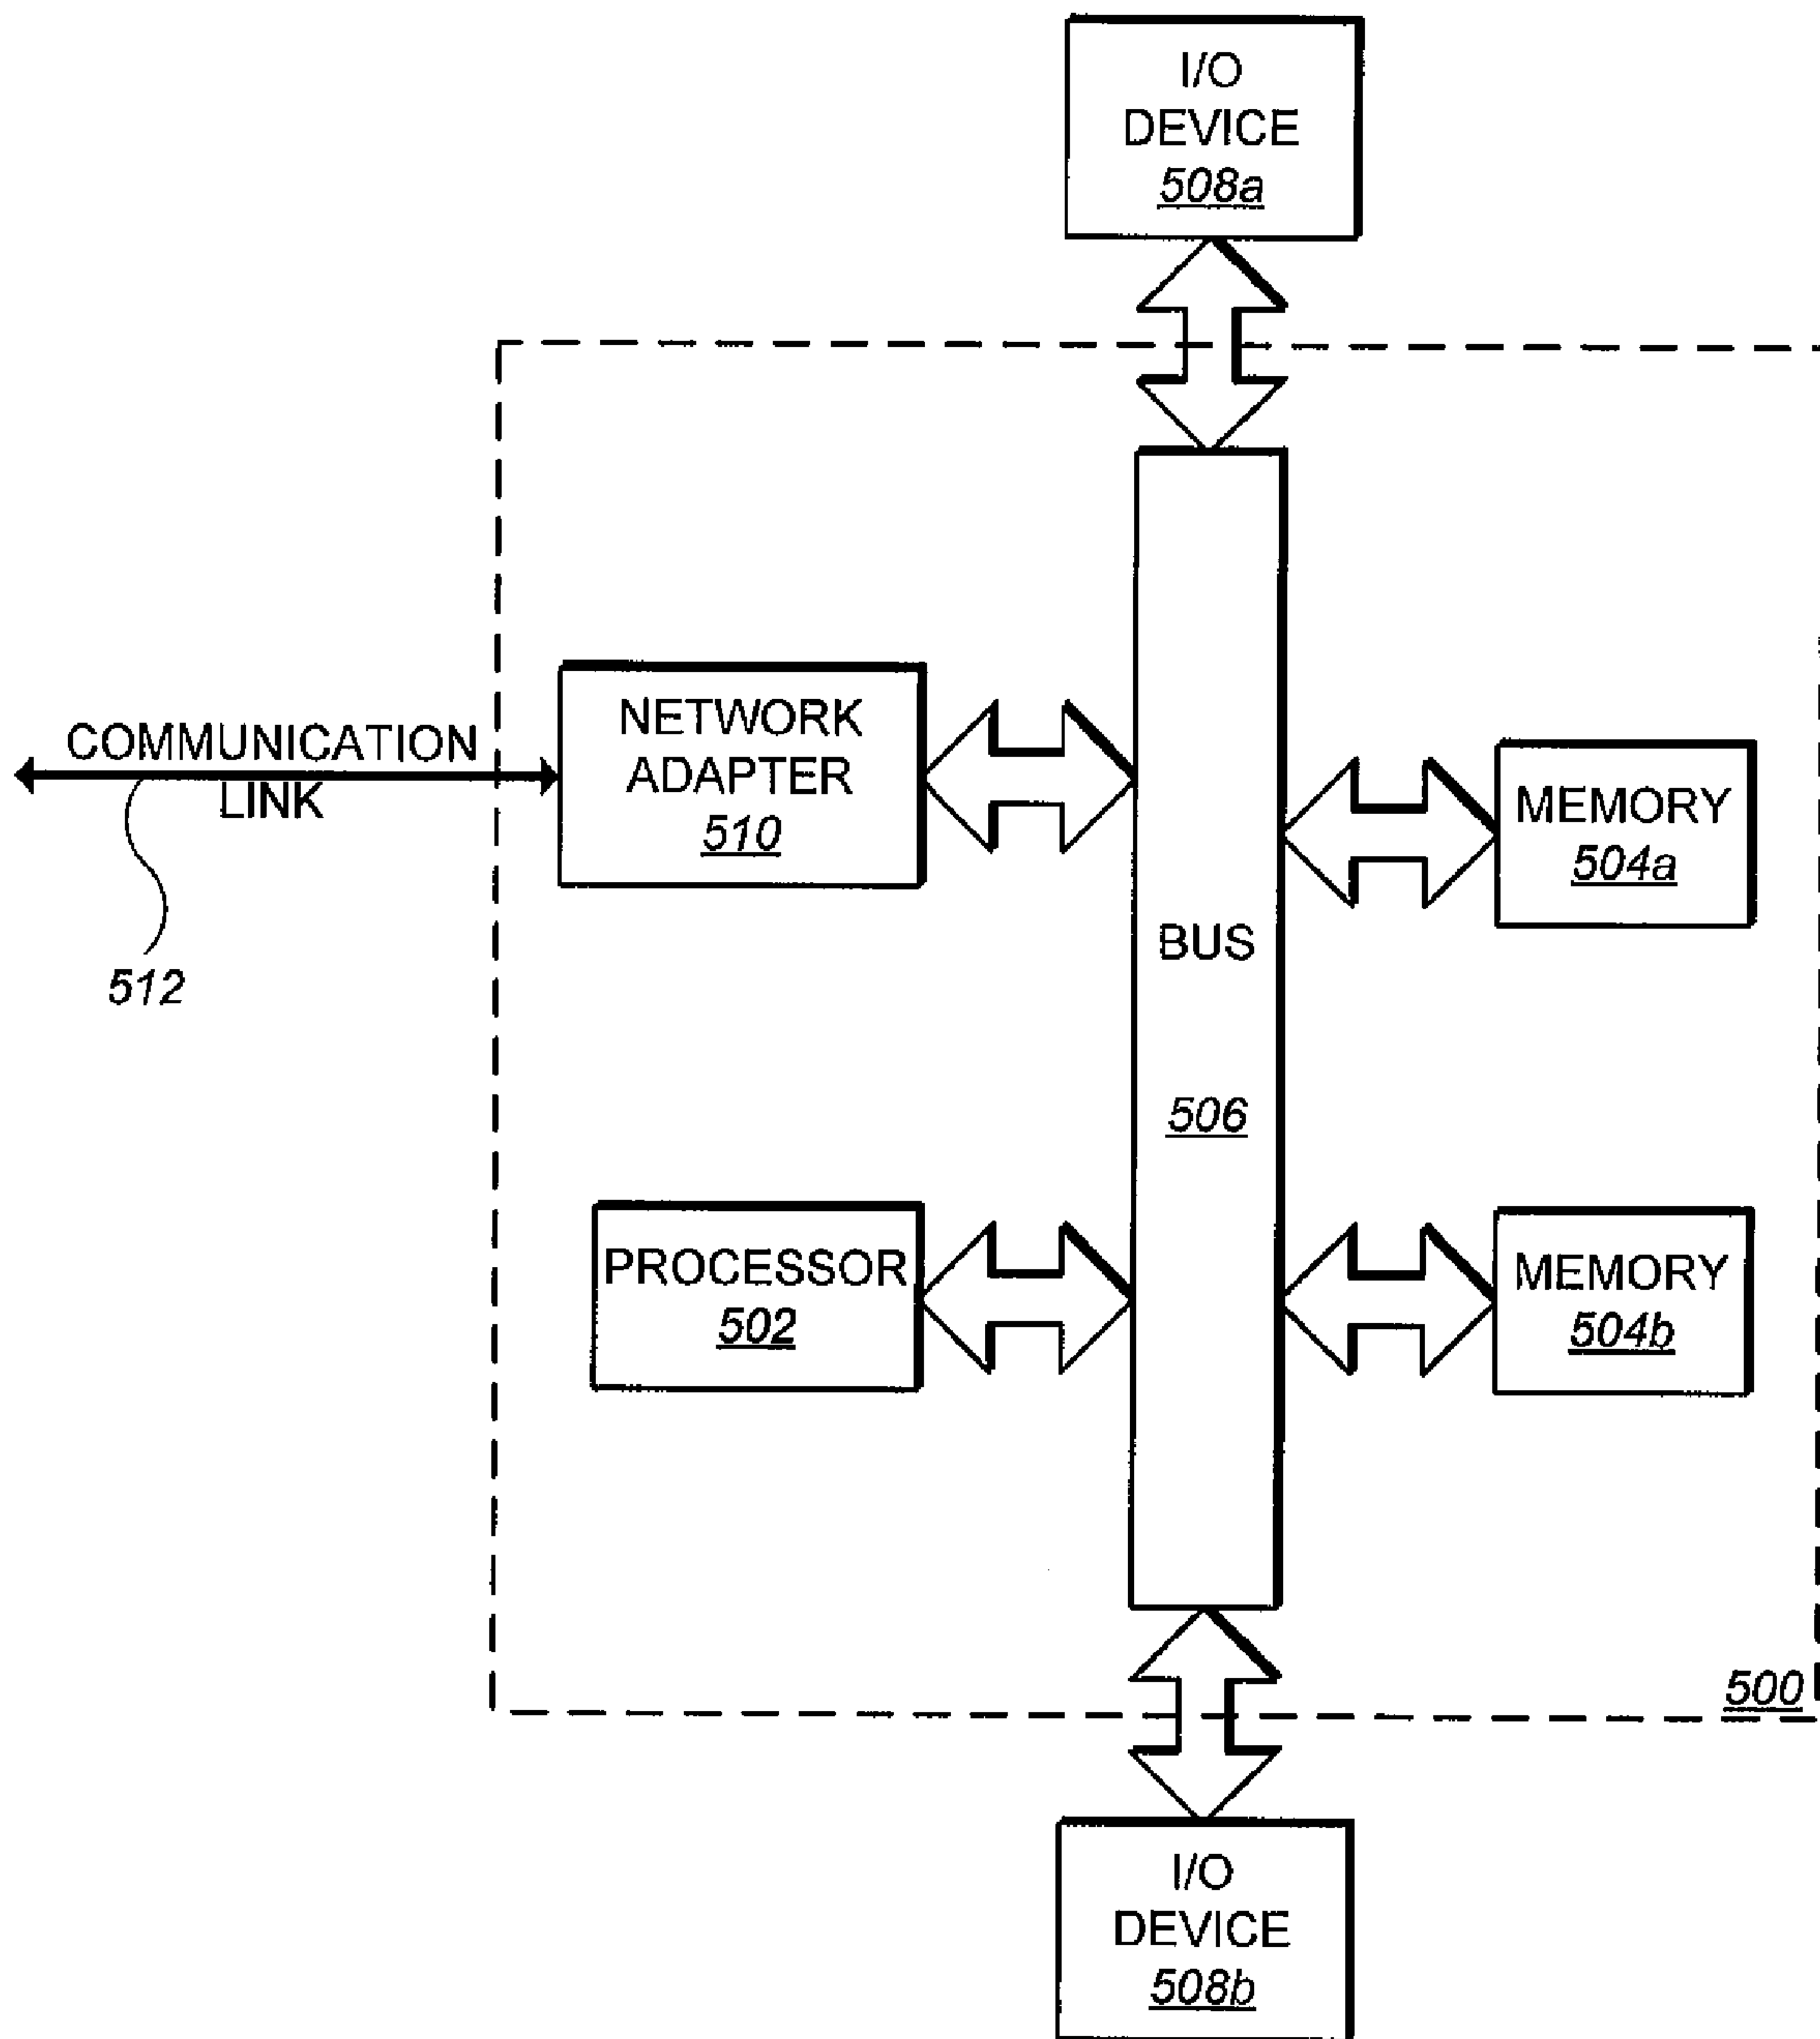 I/O
DEVICE
508a
NETWORK
ADAPTER
510
COMMUNICATION
LINK
512
MEMORY
504a
BUS
506
PROCESSOR
502
MEMORY
504b
500
I/O
DEVICE
508b